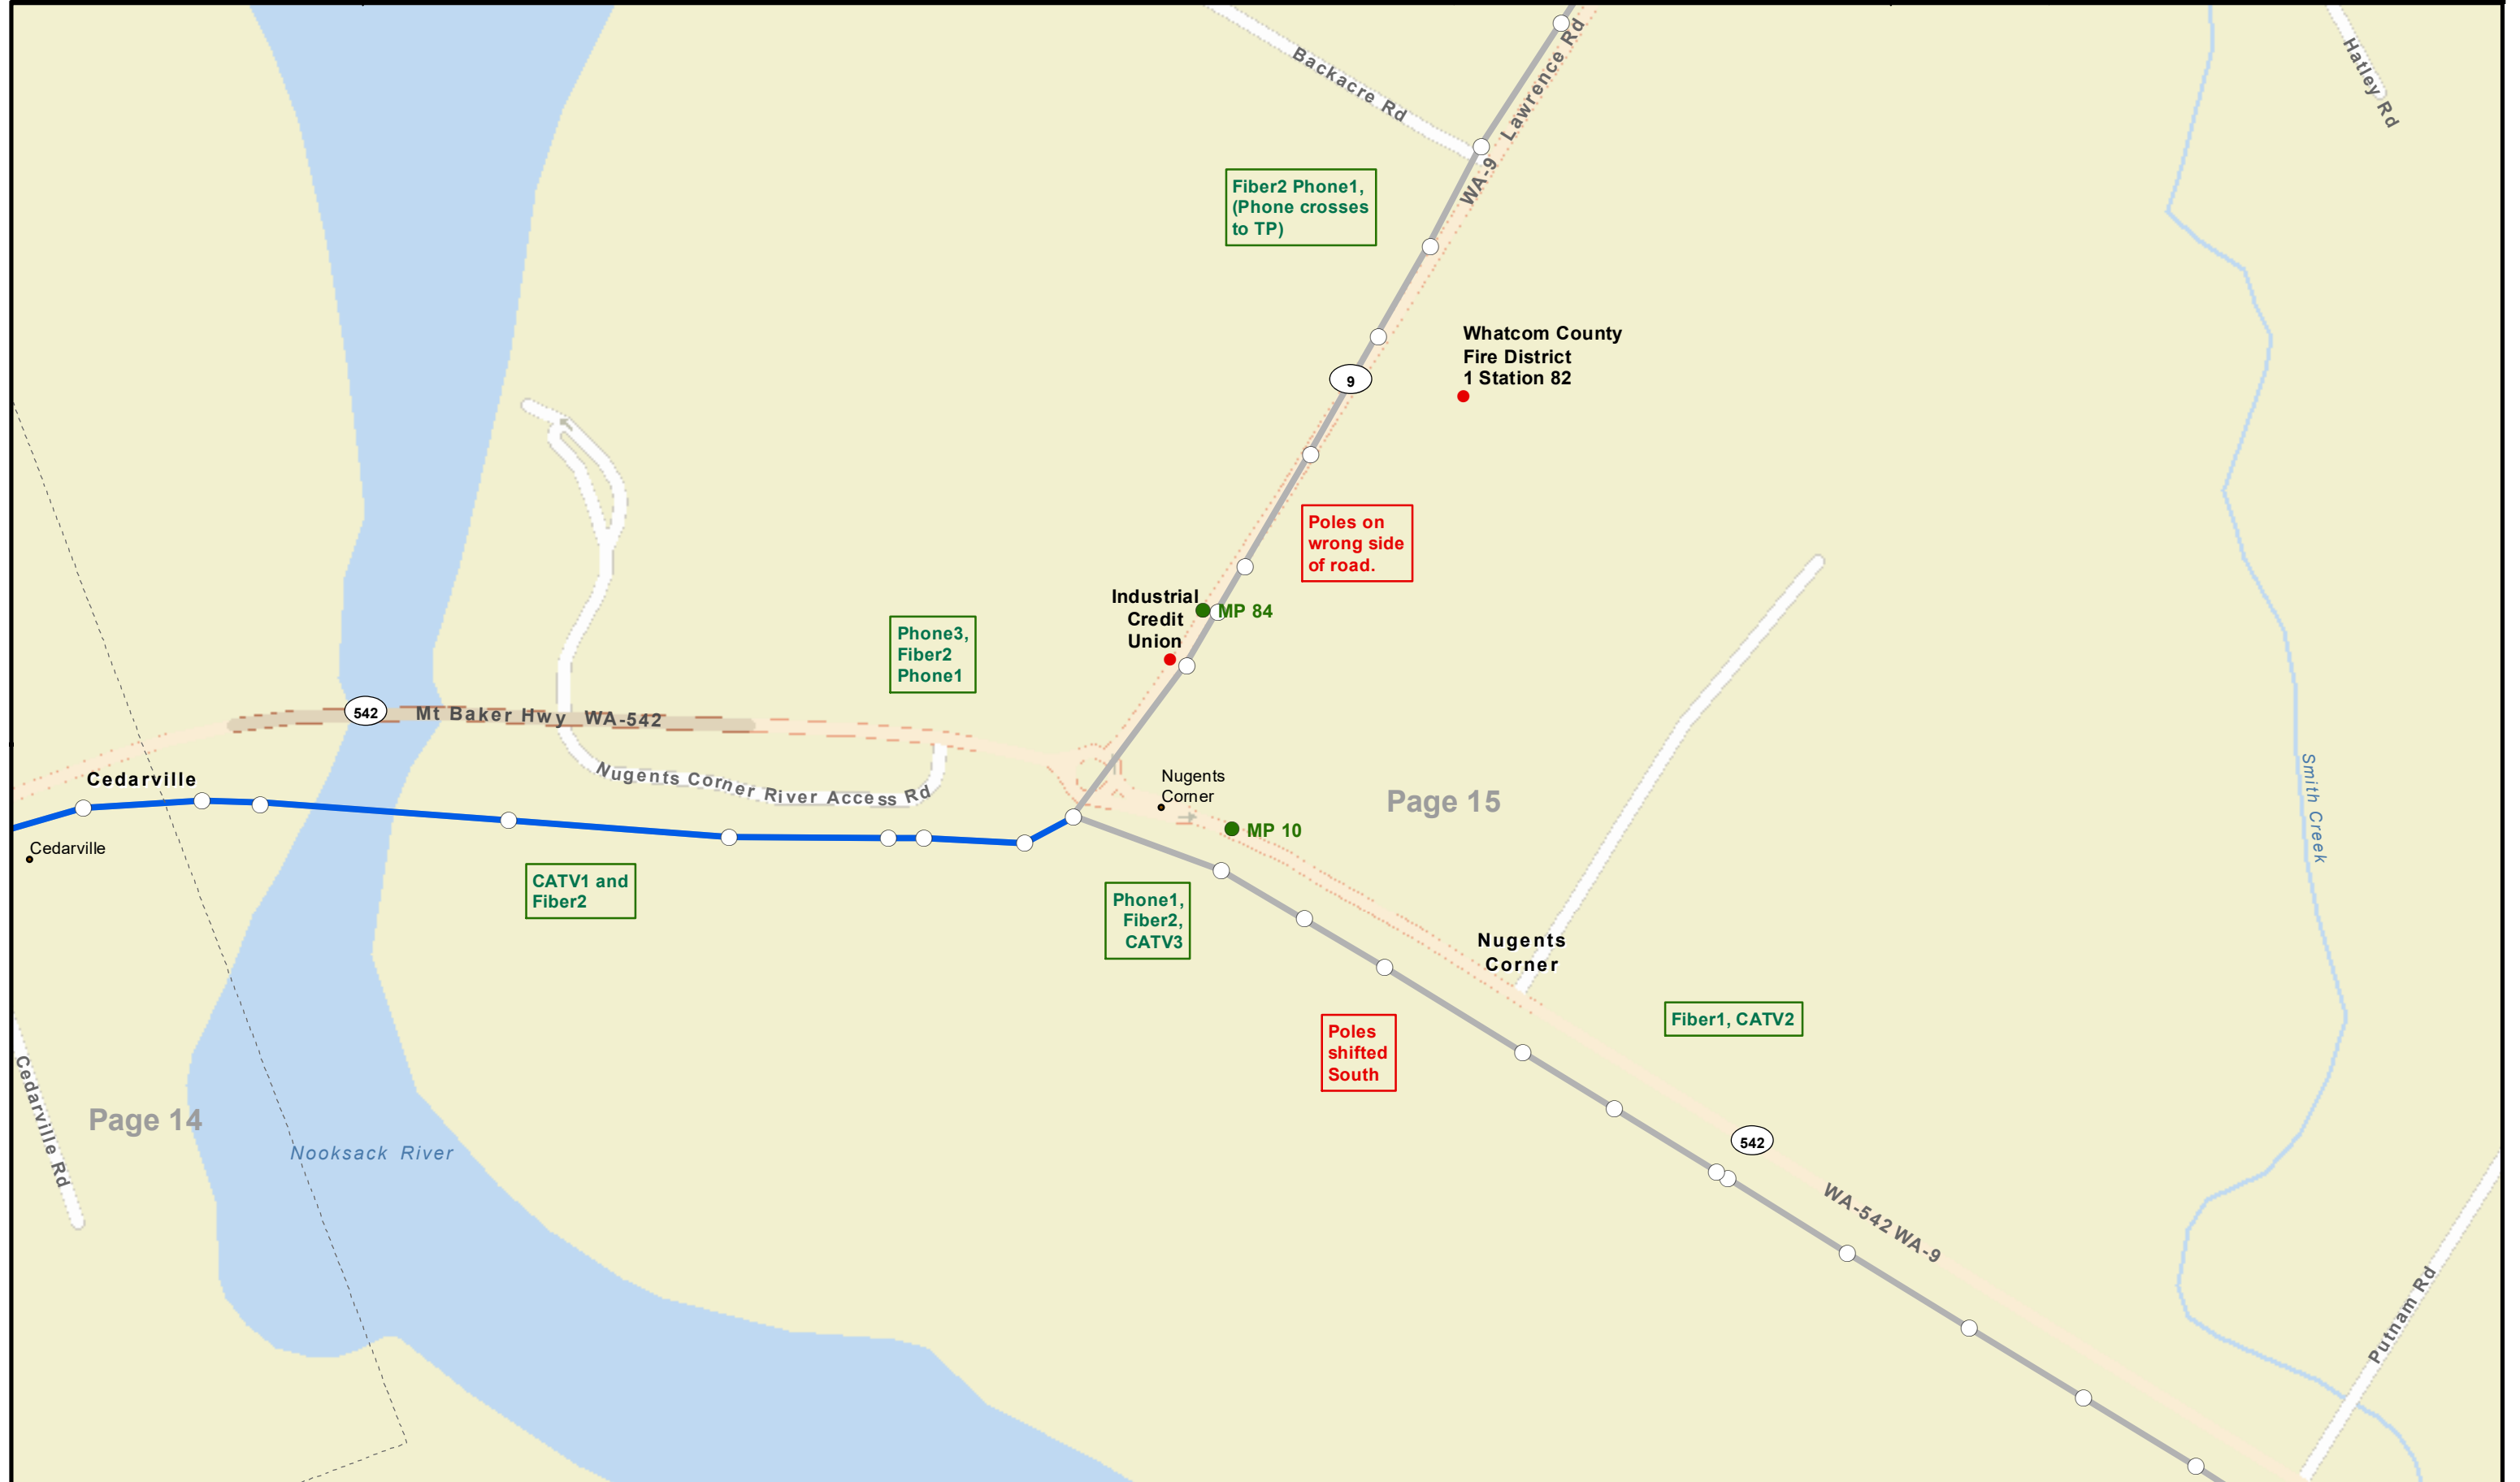 Backacre Rd
WA-9 Lawrence Rd
Hatley Rd
Fiber2 Phone1,
(Phone crosses
to TP)
Whatcom County
Fire District
1 Station 82
9
Poles on
wrong side
of road.
Industrial
Credit
Union
MP 84
Phone3,
Fiber2
Phone1
542
Mt Baker Hwy WA-542
Nugents Corner River Access Rd
Cedarville
Cedarville
Nugents
Corner
Page 15
MP 10
Smith Creek
CATV1 and
Fiber2
Phone1,
Fiber2,
CATV3
Nugents
Corner
Fiber1, CATV2
Poles
shifted
South
Cedarville Rd
Page 14
Nooksack River
542
WA-542 WA-9
Putnam Rd